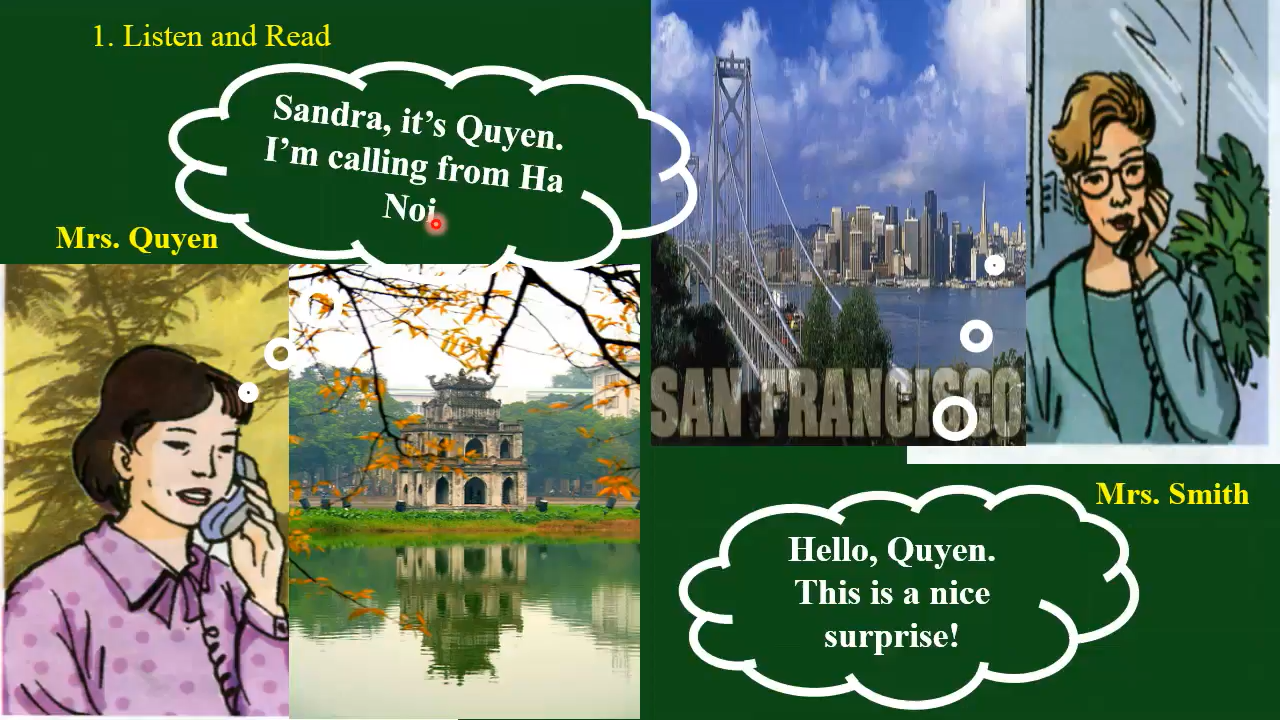 1. Listen and Read
Sandra, it’s Quyen.
I’m calling from Ha
Noi
Mrs. Quyen
SAN FRANCISCO
Mrs. Smith
Hello, Quyen.
This is a nice
surprise!